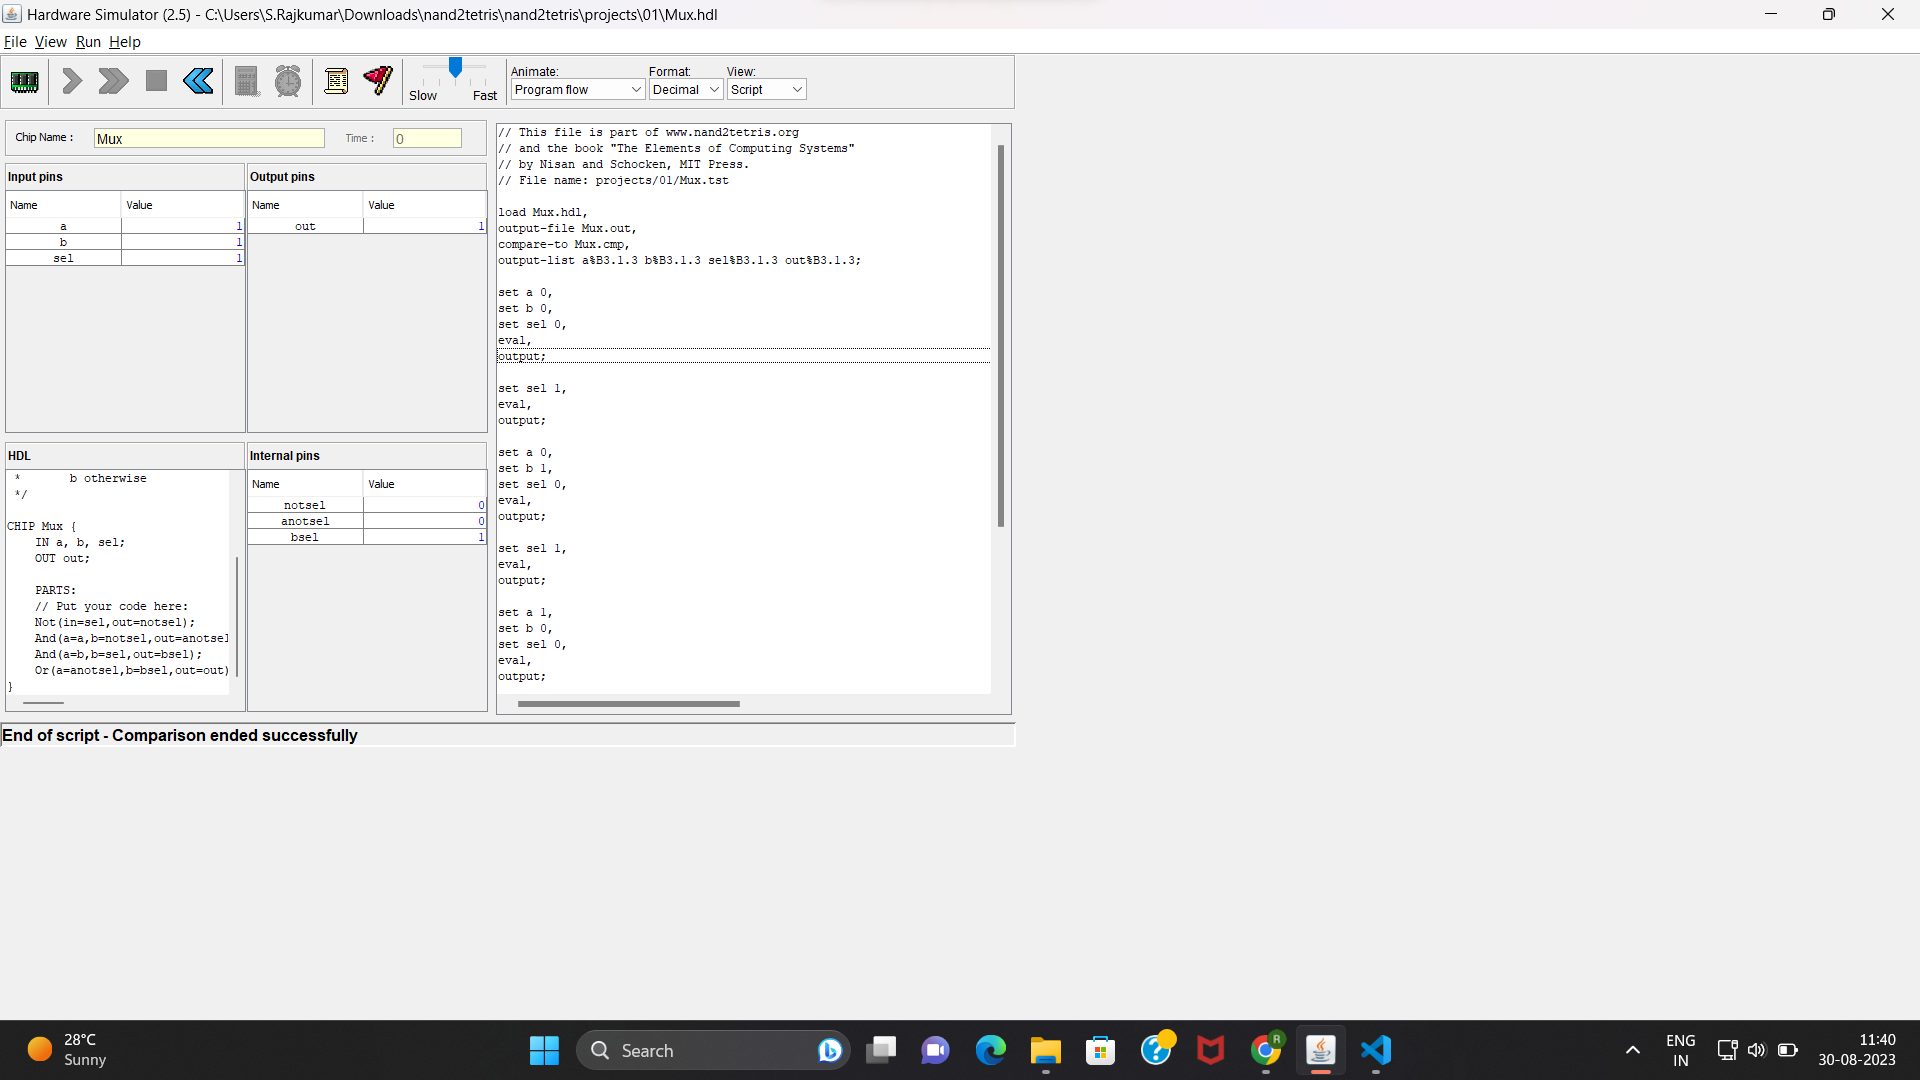 Hardware Simulator (2.5) - C:\Users\S.Rajkumar\Downloads\nand2tetris\nand2tetris\projects\01\Mux.hdl
File View Run Help
Slow Fast
Animate:
Program flow
Format:
Decimal
View:
Script
Chip Name : Mux Time : 0
Input pins
Name Value
a 1
b 1
sel 1
Output pins
Name Value
out 1
HDL
* b otherwise
*/
CHIP Mux {
IN a, b, sel;
OUT out;
PARTS:
// Put your code here:
Not(in=sel,out=notsel);
And(a=a,b=notsel,out=anotsel
And(a=b,b=sel,out=bsel);
Or(a=anotsel,b=bsel,out=out)
}
Internal pins
Name Value
notsel 0
anotsel 0
bsel 1
// This file is part of www.nand2tetris.org
// and the book "The Elements of Computing Systems"
// by Nisan and Schocken, MIT Press.
// File name: projects/01/Mux.tst
load Mux.hdl,
output-file Mux.out,
compare-to Mux.cmp,
output-list a%B3.1.3 b%B3.1.3 sel%B3.1.3 out%B3.1.3;
set a 0,
set b 0,
set sel 0,
eval,
output;
set sel 1,
eval,
output;
set a 0,
set b 1,
set sel 0,
eval,
output;
set sel 1,
eval,
output;
set a 1,
set b 0,
set sel 0,
eval,
output;
End of script - Comparison ended successfully
28°C
Sunny
Search
R
ENG
IN
11:40
30-08-2023